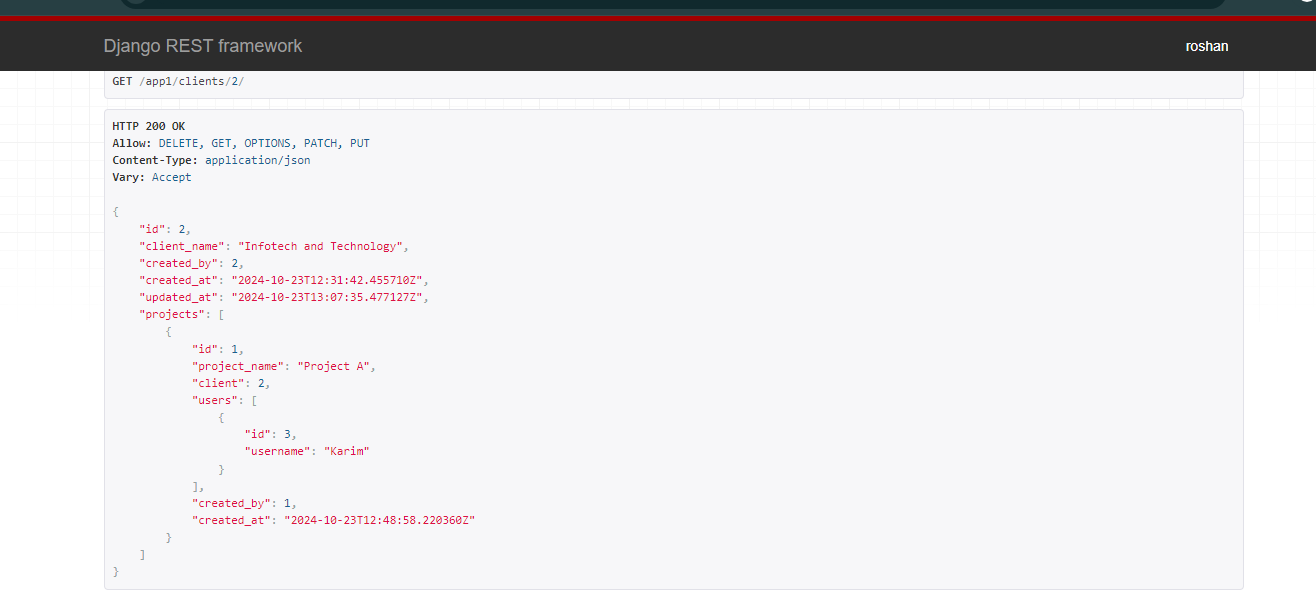 Django REST framework
roshan
GET /app1/clients/2/
HTTP 200 OK
Allow: DELETE, GET, OPTIONS, PATCH, PUT
Content-Type: application/json
Vary: Accept
{
    "id": 2,
    "client_name": "Infotech and Technology",
    "created_by": 2,
    "created_at": "2024-10-23T12:31:42.455710Z",
    "updated_at": "2024-10-23T13:07:35.477127Z",
    "projects": [
        {
            "id": 1,
            "project_name": "Project A",
            "client": 2,
            "users": [
                {
                    "id": 3,
                    "username": "Karim"
                }
            ],
            "created_by": 1,
            "created_at": "2024-10-23T12:48:58.220360Z"
        }
    ]
}